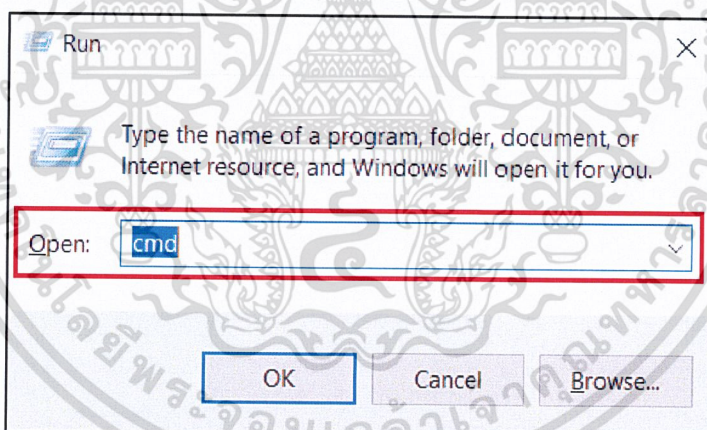 Run
Type the name of a program, folder, document, or
Internet resource, and Windows will open it for you.
Open: cmd
OK Cancel Browse...